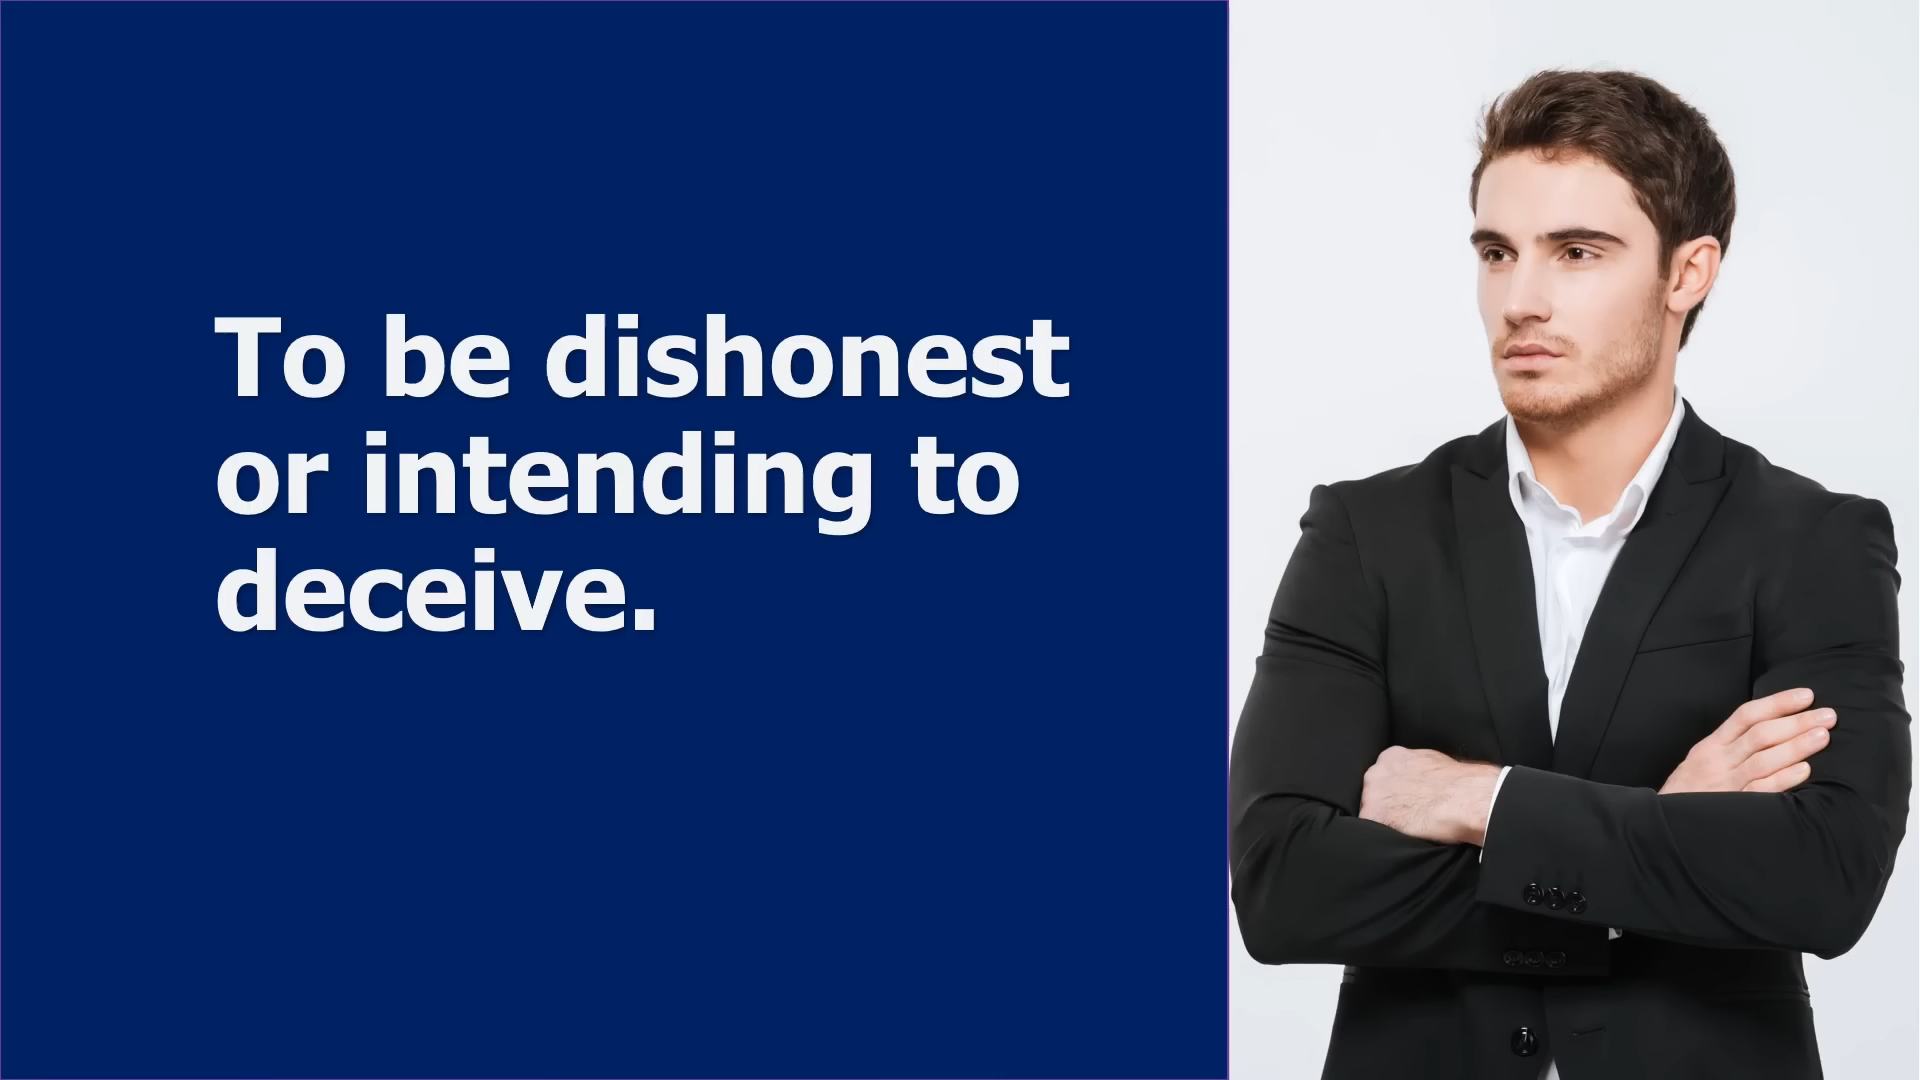 To be dishonest
or intending to
deceive.